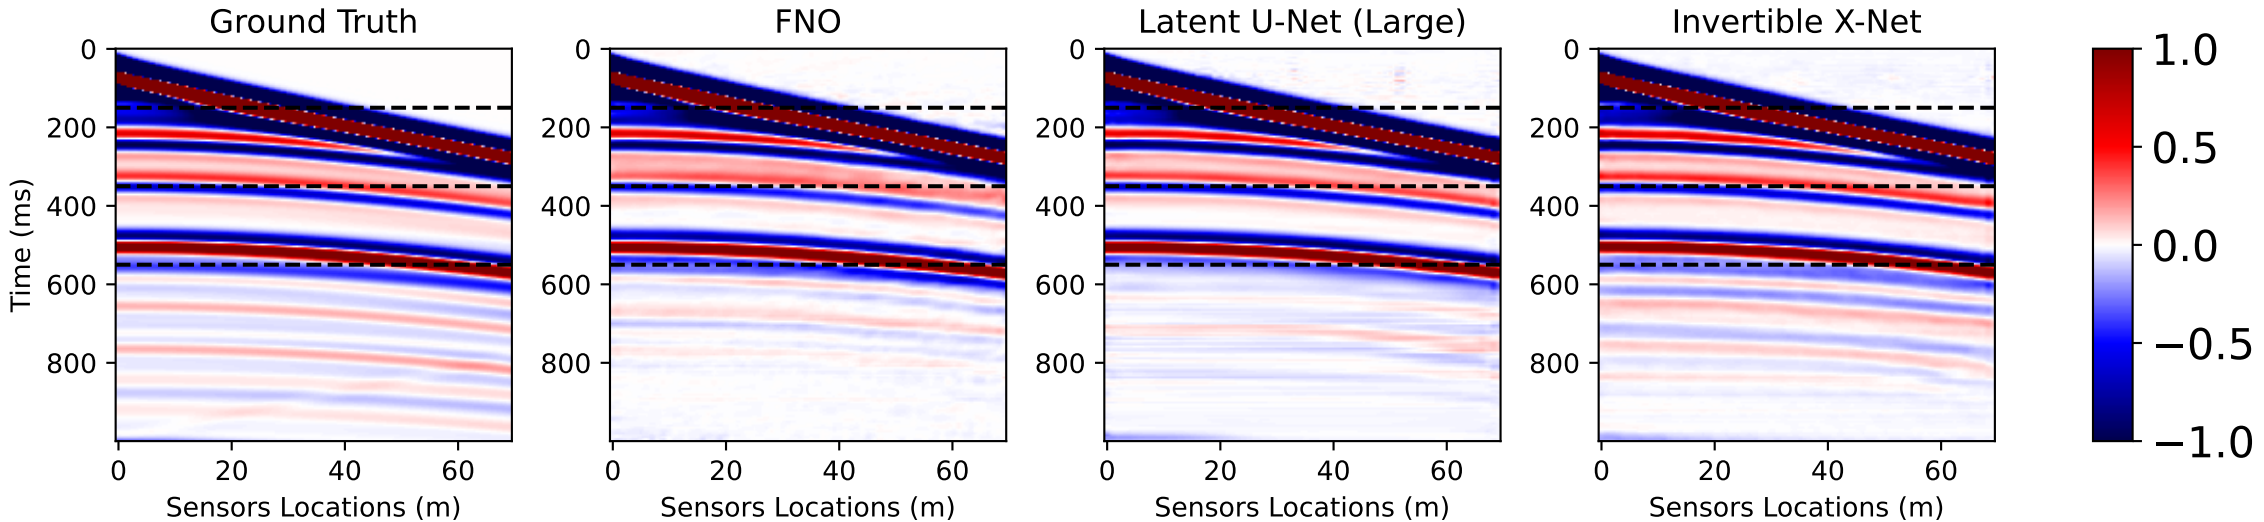 Ground Truth FNO Latent U-Net (Large) Invertible X-Net
0 0 0 0 1.0
200 200 200 200 0.5
400 400 400 400
Time (ms) 0.0
600 600 600 600
800 800 800 800 −0.5
−1.0
0 20 40 60 0 20 40 60 0 20 40 60 0 20 40 60
Sensors Locations (m) Sensors Locations (m) Sensors Locations (m) Sensors Locations (m)